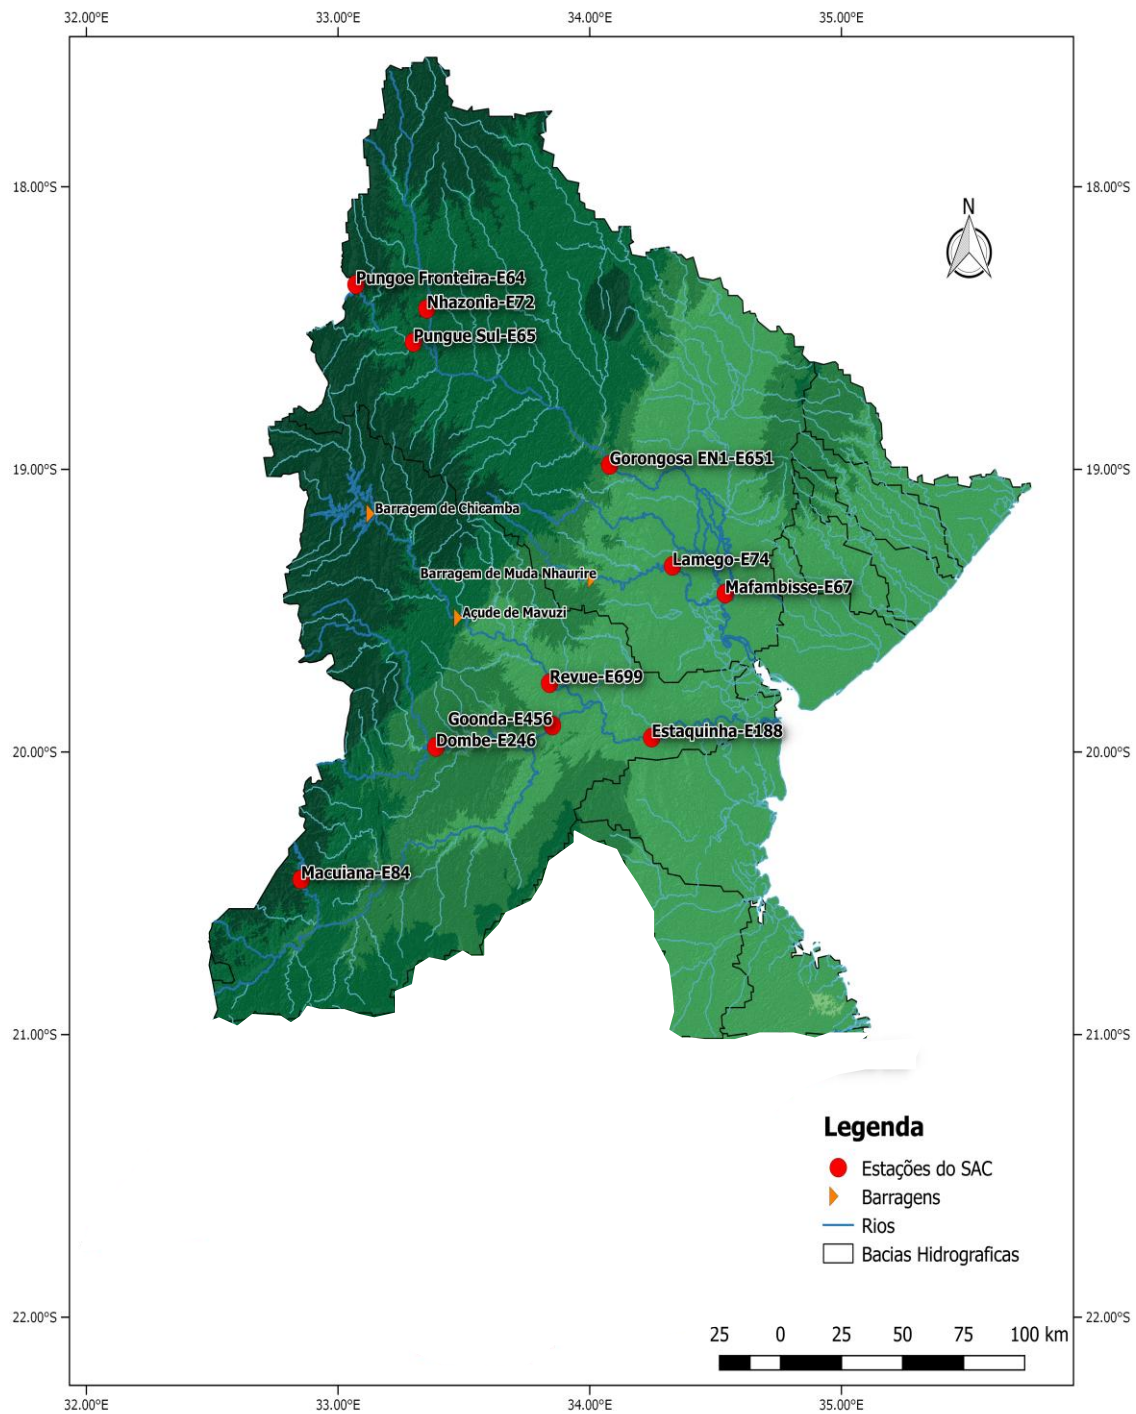 32.00°E 33.00°E 34.00°E 35.00°E
18.00°S 18.00°S
N
Pungoe Fronteira-E64
Nhazonia-E72
Pungue Sul-E65
Gorongosa EN1-E651
19.00°S 19.00°S
Barragem de Chicamba
Lamego-E74
Barragem de Muda Nhaurire
Mafambisse-E67
Açude de Mavuzi
Revue-E699
Goonda-E456
Estaquinha-E188
Dombe-E246
20.00°S 20.00°S
Macuiana-E84
21.00°S 21.00°S
Legenda
Estações do SAC
Barragens
Rios
Bacias Hidrograficas
22.00°S 22.00°S
25 0 25 50 75 100 km
32.00°E 33.00°E 34.00°E 35.00°E